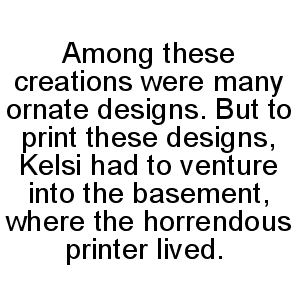 Among these
creations were many
ornate designs. But to
print these designs,
Kelsi had to venture
into the basement,
where the horrendous
printer lived.